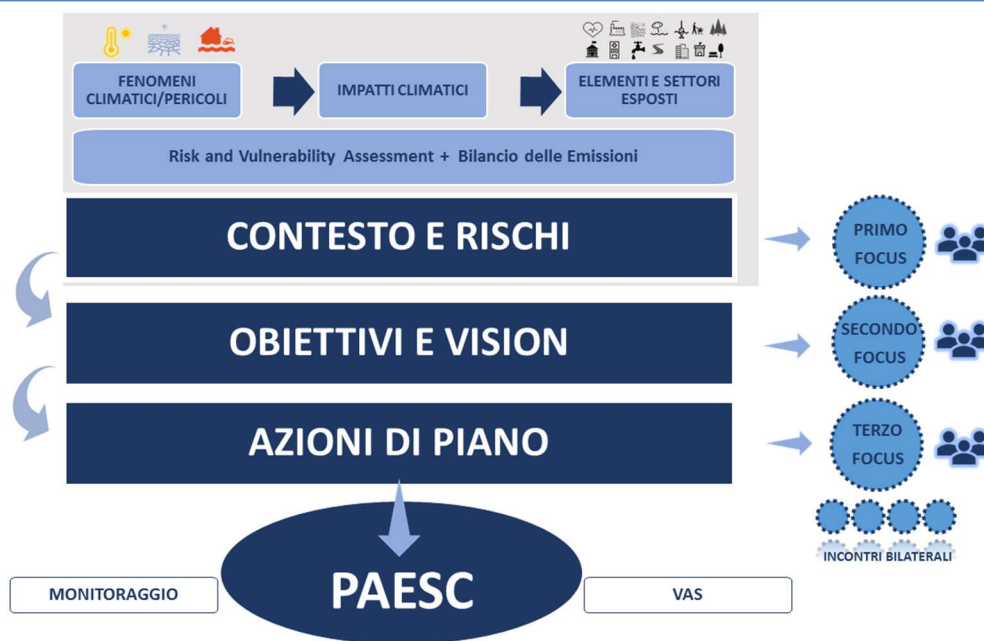 FENOMENI
CLIMATICI/PERICOLI
IMPATTI CLIMATICI
ELEMENTI E SETTORI
ESPOSTI
Risk and Vulnerability Assessment + Bilancio delle Emissioni
CONTESTO E RISCHI
PRIMO
FOCUS
OBIETTIVI E VISION
SECONDO
FOCUS
AZIONI DI PIANO
TERZO
FOCUS
INCONTRI BILATERALI
MONITORAGGIO
PAESC
VAS